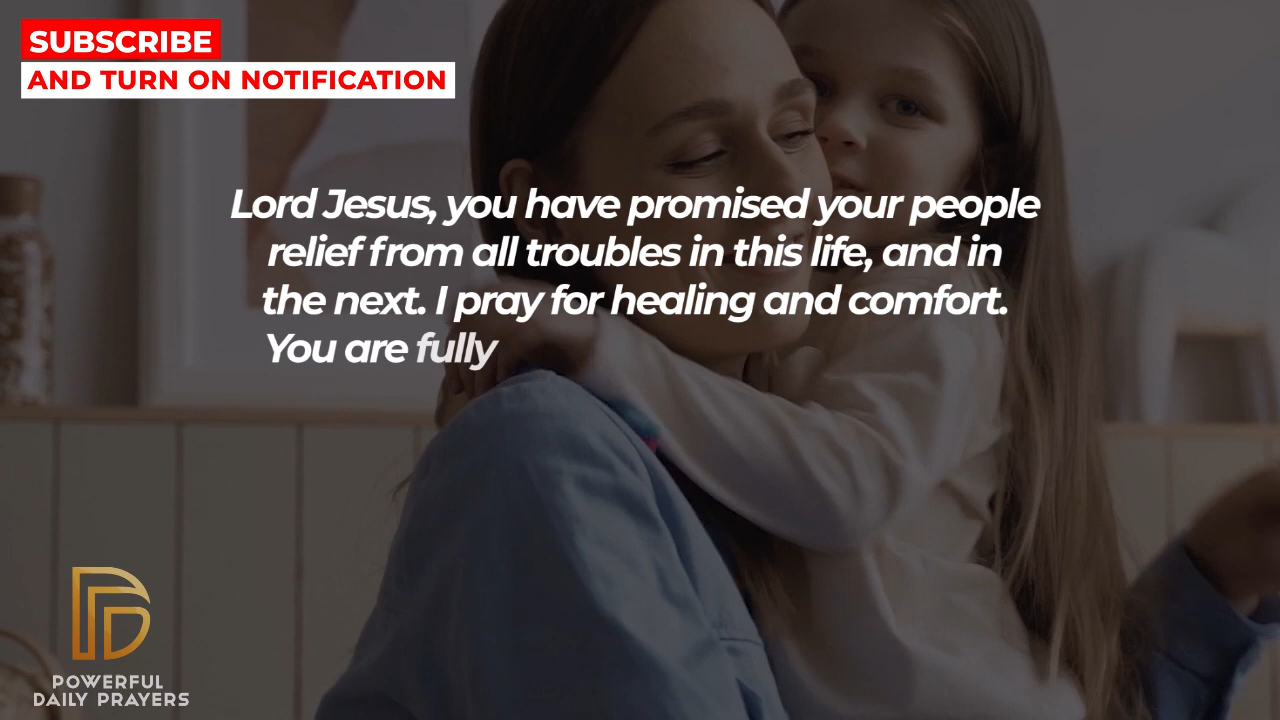 SUBSCRIBE
AND TURN ON NOTIFICATION
Lord Jesus, you have promised your people
relief from all troubles in this life, and in
the next. I pray for healing and comfort.
You are fully
POWERFUL
DAILY PRAYERS